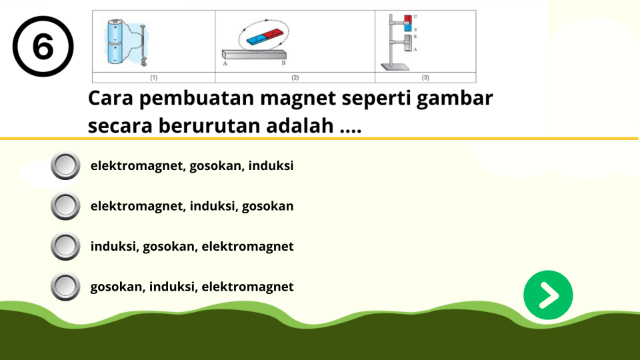 6
U
S
B
A
A
B
(1)
(2)
(3)
Cara pembuatan magnet seperti gambar
secara berurutan adalah ....
elektromagnet, gosokan, induksi
elektromagnet, induksi, gosokan
induksi, gosokan, elektromagnet
gosokan, induksi, elektromagnet